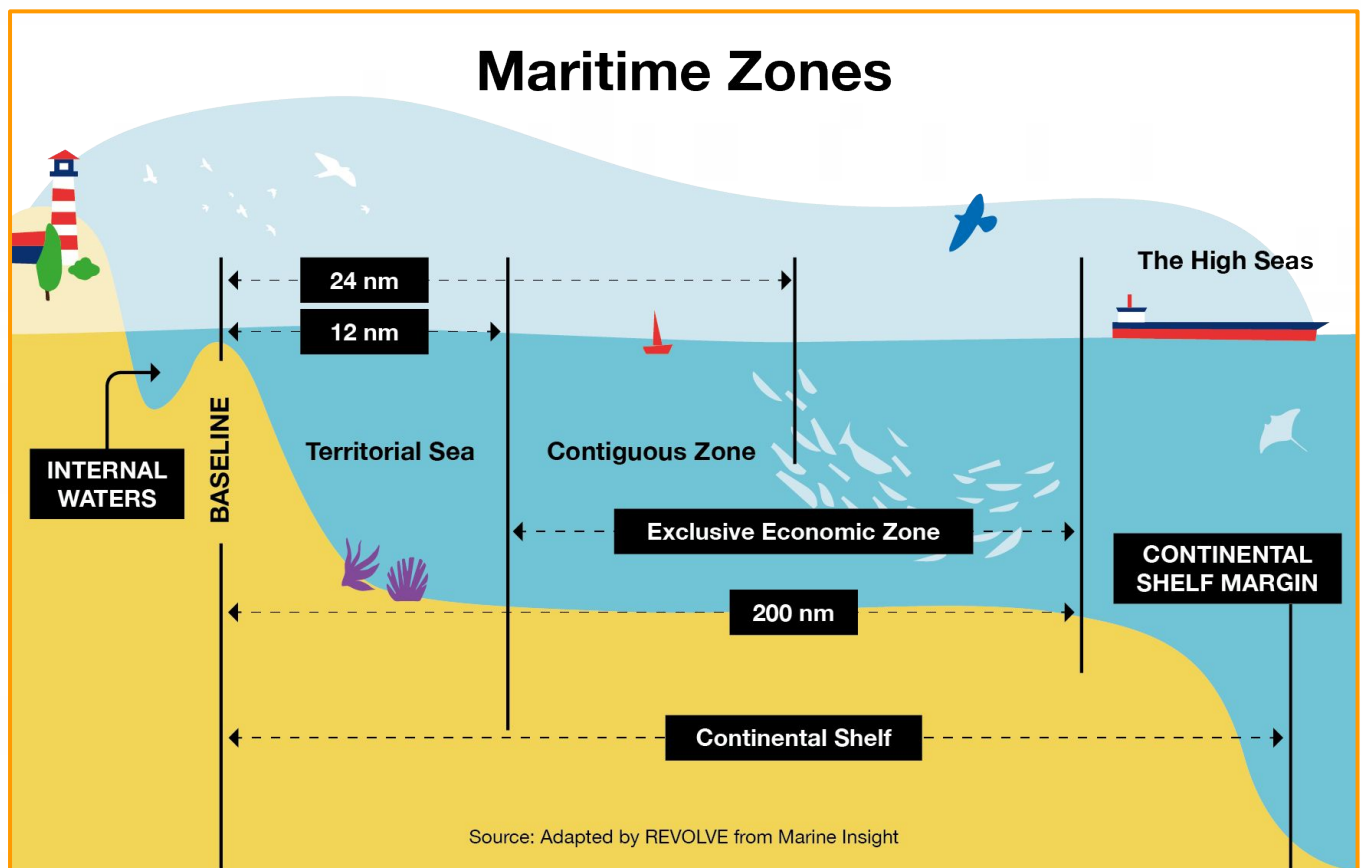 Maritime Zones
The High Seas
24 nm
12 nm
INTERNAL
WATERS
BASELINE
Territorial Sea
Contiguous Zone
Exclusive Economic Zone
CONTINENTAL
SHELF MARGIN
200 nm
Continental Shelf
Source: Adapted by REVOLVE from Marine Insight